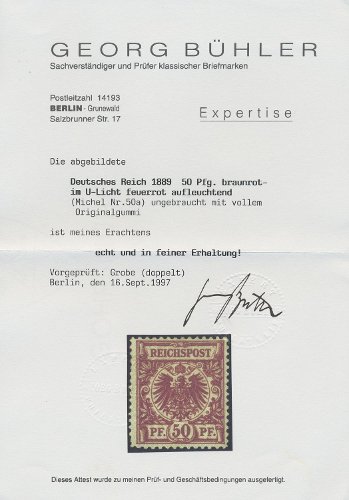 GEORG BÜHLER
Sachverständiger und Prüfer klassischer Briefmarken
Postleitzahl 14193
BERLIN - Grunewald
Salzbrunner Str. 17
Expertise
Die abgebildete
Deutsches Reich 1889 50 Pfg. braunrot-
im U-Licht feuerrot aufleuchtend
(Michel Nr.50a) ungebraucht mit vollem
Originalgummi
ist meines Erachtens
echt und in feiner Erhaltung!
Vorgeprüft: Grobe (doppelt)
Berlin, den 16.Sept.1997
REICHSPOST
PF. 50 PF.
Dieses Attest wurde zu meinen Prüf- und Geschäftsbedingungen ausgefertigt.